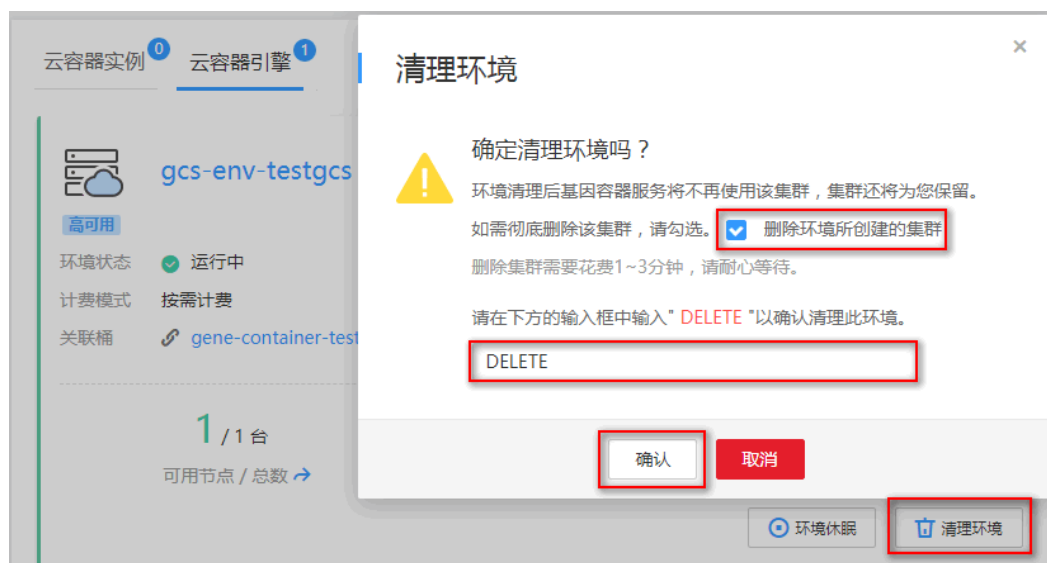 云容器实例 0
云容器引擎 1
gcs-env-testgcs
高可用
环境状态 运行中
计费模式 按需计费
关联桶 gene-container-test
1 / 1 台
可用节点 / 总数
清理环境
确定清理环境吗？
环境清理后基因容器服务将不再使用该集群，集群还将为您保留。
如需彻底删除该集群，请勾选。 删除环境所创建的集群
删除集群需要花费1~3分钟，请耐心等待。
请在下方的输入框中输入" DELETE "以确认清理此环境。
DELETE
确认 取消
环境休眠 清理环境